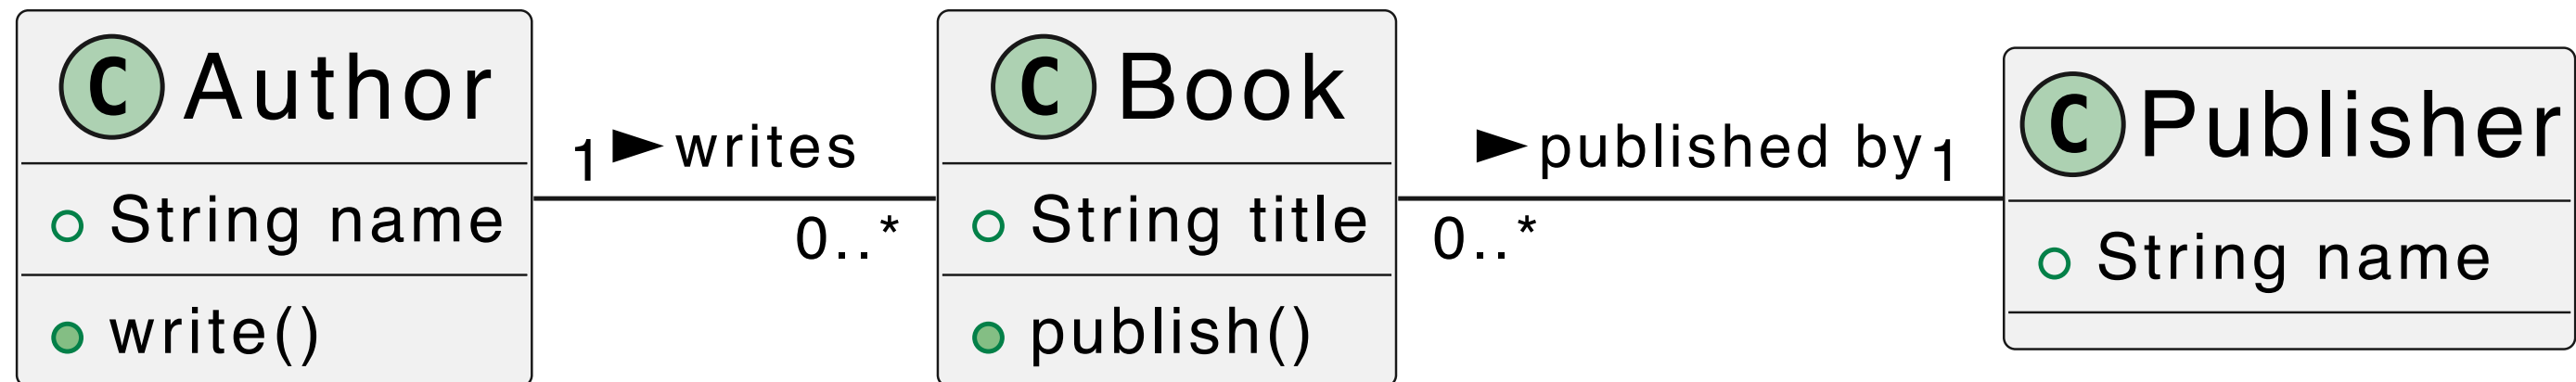 C Author
String name
write()
1 ► writes
0..*
C Book
String title
publish()
► published by 1
0..*
C Publisher
String name